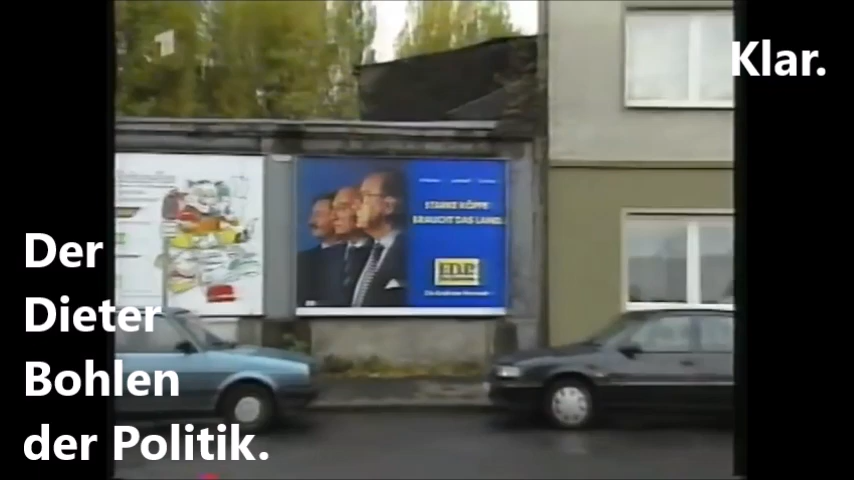 Klar.
STARKE KÖPFE
BRAUCHT DAS LAND.
Der
Dieter
Bohlen
der Politik.